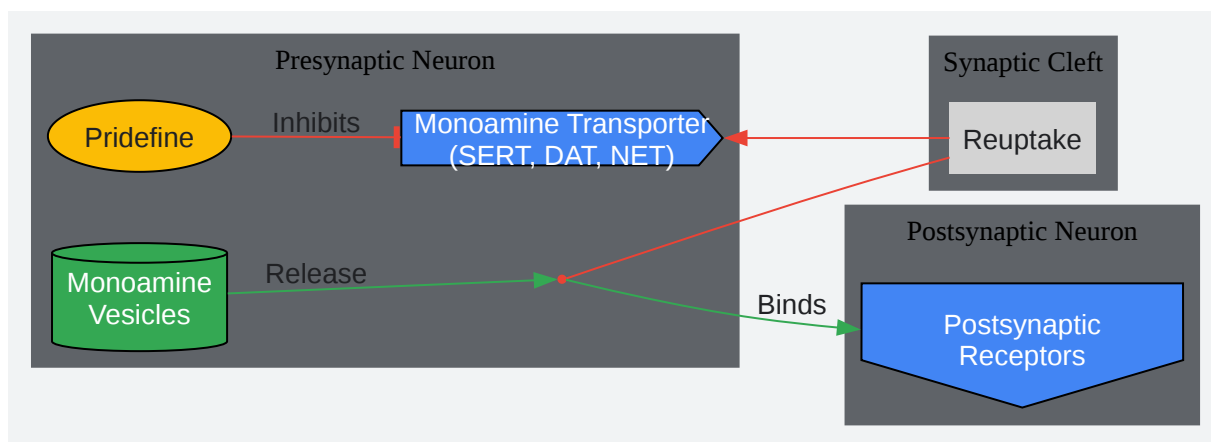 Presynaptic Neuron
Synaptic Cleft
Pridefine
Inhibits
Monoamine Transporter
(SERT, DAT, NET)
Reuptake
Postsynaptic Neuron
Monoamine
Vesicles
Release
Binds
Postsynaptic
Receptors